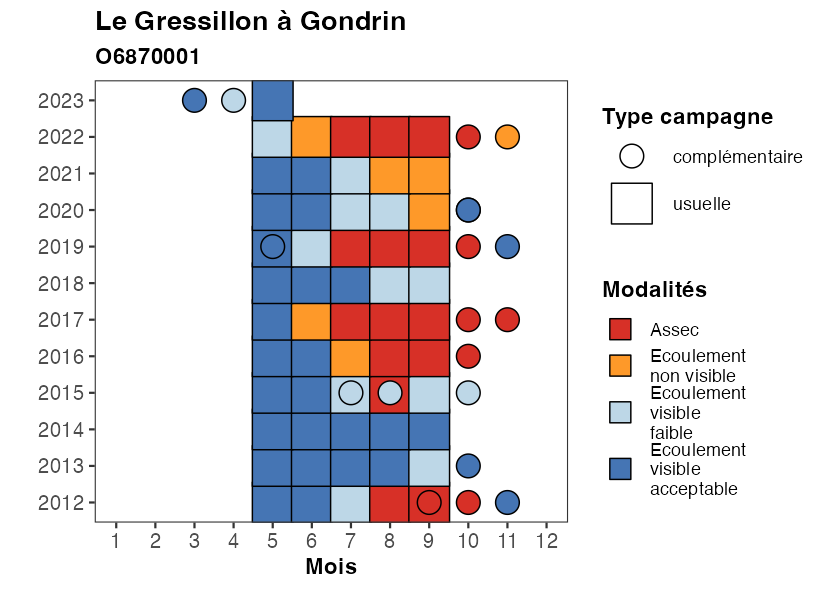 Le Gressillon à Gondrin
O6870001
2023
2022
2021
2020
2019
2018
2017
2016
2015
2014
2013
2012
1 2 3 4 5 6 7 8 9 10 11 12
Mois
Type campagne
complémentaire
usuelle
Modalités
Assec
Ecoulement
non visible
Ecoulement
visible
faible
Ecoulement
visible
acceptable